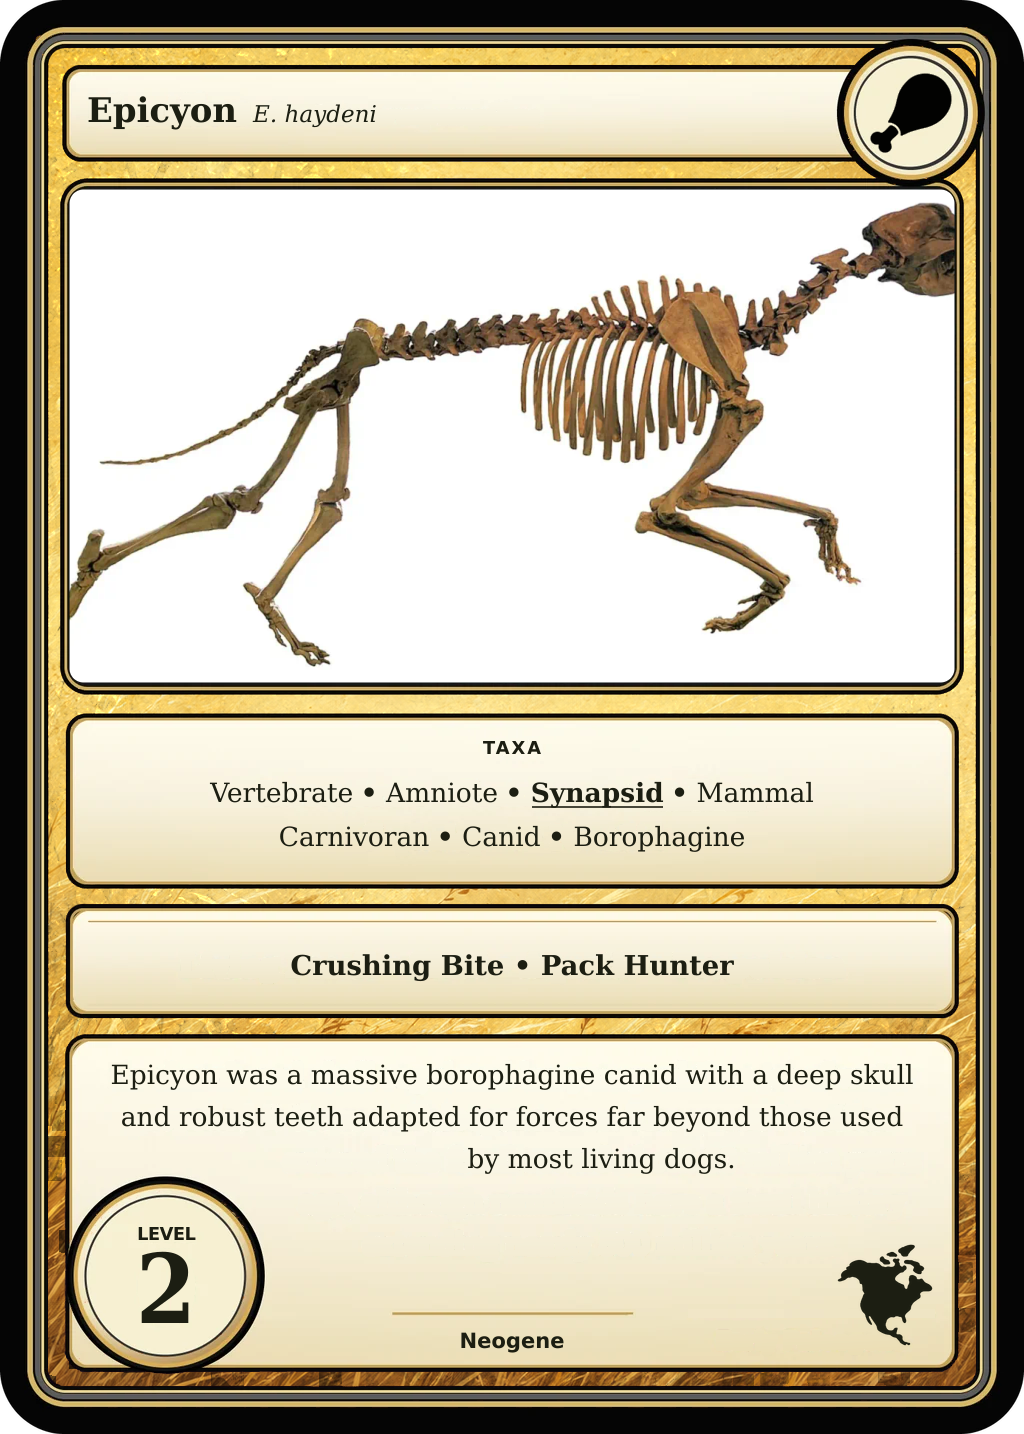 Epicyon E. haydeni
TAXA
Vertebrate • Amniote • Synapsid • Mammal
Carnivoran • Canid • Borophagine
Crushing Bite • Pack Hunter
Epicyon was a massive borophagine canid with a deep skull
and robust teeth adapted for forces far beyond those used
by most living dogs.
LEVEL
2
Neogene